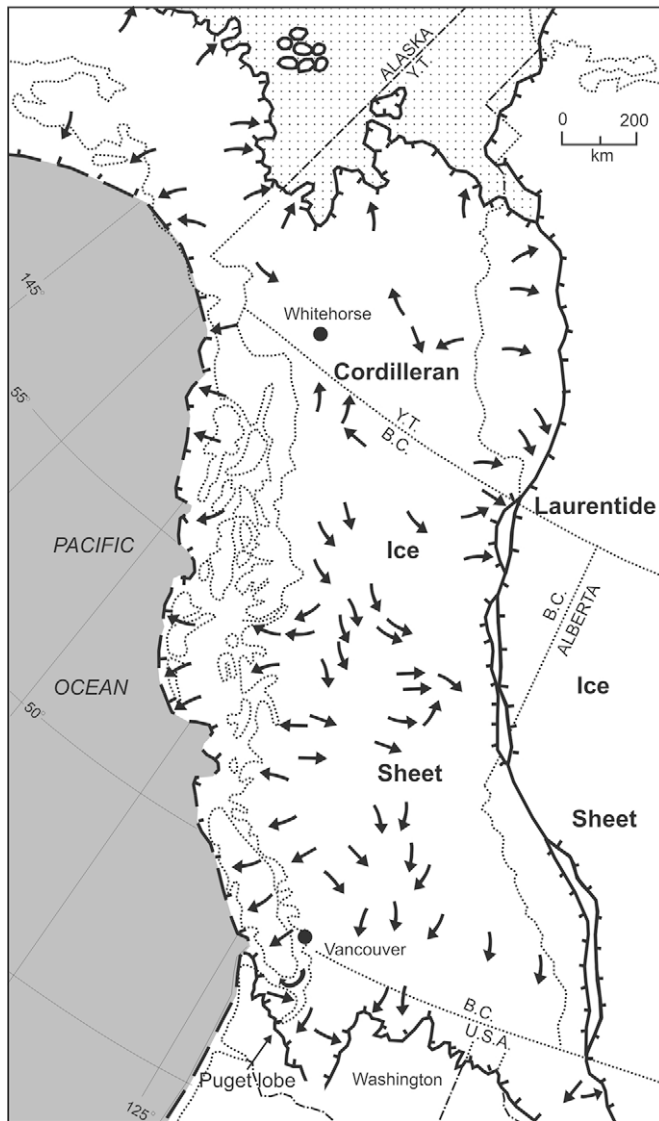 ALASKA
Y.T.
0 200
km
145°
Whitehorse
55°
Cordilleran
Y.T.
B.C.
Laurentide
PACIFIC
Ice
B.C.
ALBERTA
OCEAN
Ice
50°
Sheet
Sheet
Vancouver
B.C.
U.S.A
Puget lobe
Washington
125°